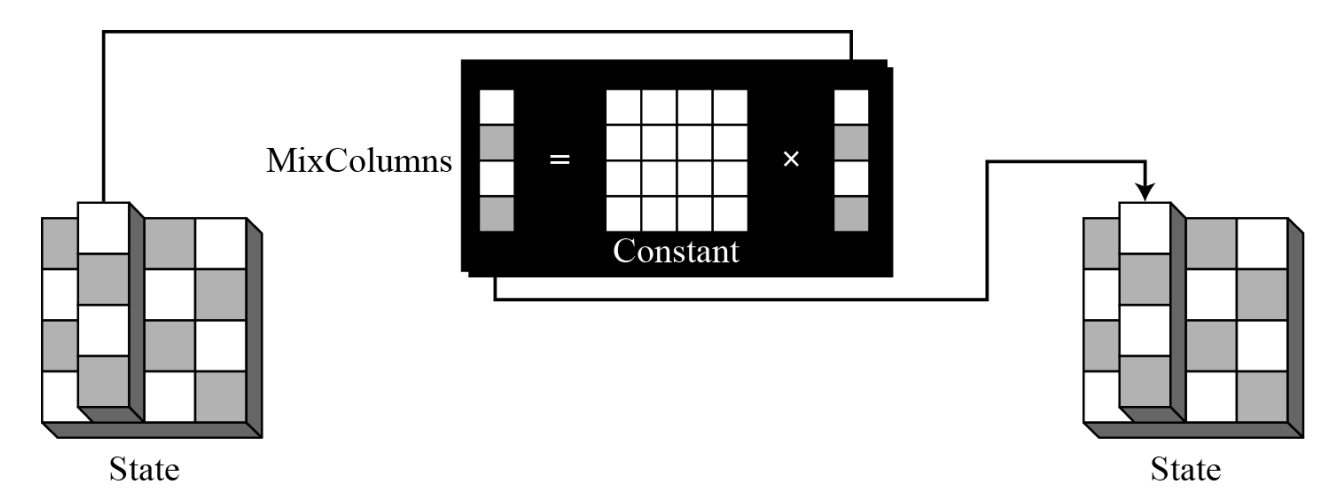 MixColumns
=
×
Constant
State
State